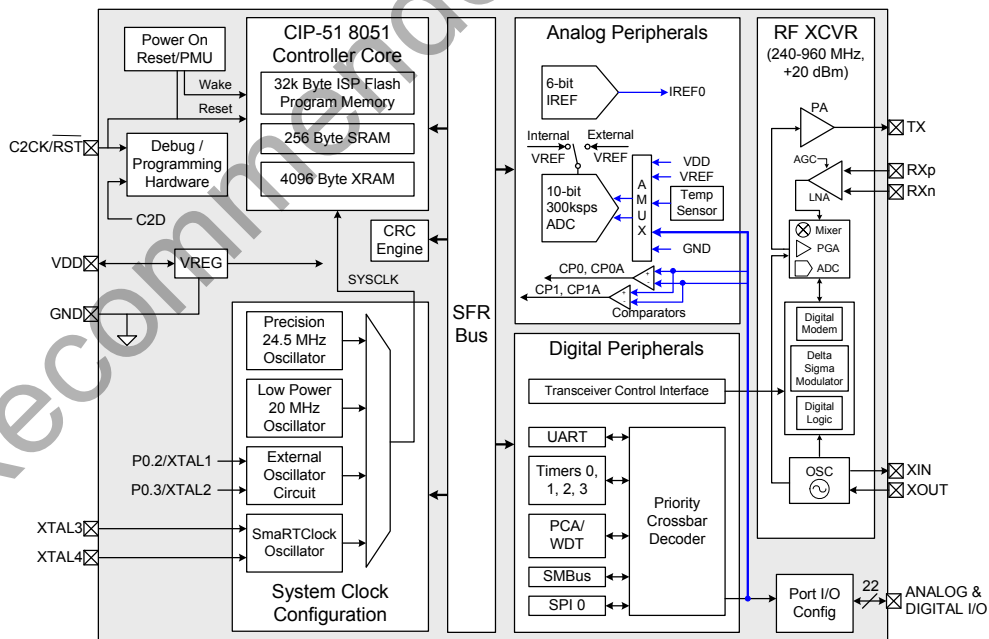 Recommende
Power On
Reset/PMU
Wake
Reset
C2CK/RST
Debug /
Programming
Hardware
C2D
VDD
VREG
GND
CIP-51 8051
Controller Core
32k Byte ISP Flash
Program Memory
256 Byte SRAM
4096 Byte XRAM
CRC
Engine
SYSCLK
Precision
24.5 MHz
Oscillator
Low Power
20 MHz
Oscillator
P0.2/XTAL1
P0.3/XTAL2
External
Oscillator
Circuit
XTAL3
XTAL4
SmaRTClock
Oscillator
System Clock
Configuration
SFR
Bus
Analog Peripherals
6-bit
IREF
IREF0
Internal
VREF
External
VREF
10-bit
300ksps
ADC
A
M
U
X
VDD
VREF
Temp
Sensor
GND
CP0, CP0A
+
-
CP1, CP1A
+
-
Comparators
Digital Peripherals
Transceiver Control Interface
UART
Timers 0,
1, 2, 3
PCA/
WDT
SMBus
SPI 0
Priority
Crossbar
Decoder
RF XCVR
(240-960 MHz,
+20 dBm)
PA
TX
AGC
LNA
RXp
RXn
Mixer
PGA
ADC
Digital
Modem
Delta
Sigma
Modulator
Digital
Logic
OSC
XIN
XOUT
Port I/O
Config
22
ANALOG &
DIGITAL I/O